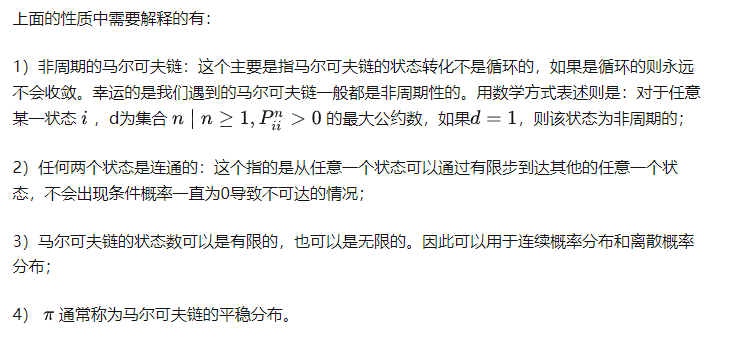 上面的性质中需要解释的有：
1）非周期的马尔可夫链：这个主要是指马尔可夫链的状态转化不是循环的，如果是循环的则永远
不会收敛。幸运的是我们遇到的马尔可夫链一般都是非周期性的。用数学方式表述则是：对于任意
某一状态 i ，d为集合 n ∣ n ≥ 1, P_{ii}^{n} > 0 的最大公约数，如果d = 1，则该状态为非周期的；
2）任何两个状态是连通的：这个指的是从任意一个状态可以通过有限步到达其他的任意一个状
态，不会出现条件概率一直为0导致不可达的情况；
3）马尔可夫链的状态数可以是有限的，也可以是无限的。因此可以用于连续概率分布和离散概率
分布；
4） π 通常称为马尔可夫链的平稳分布。